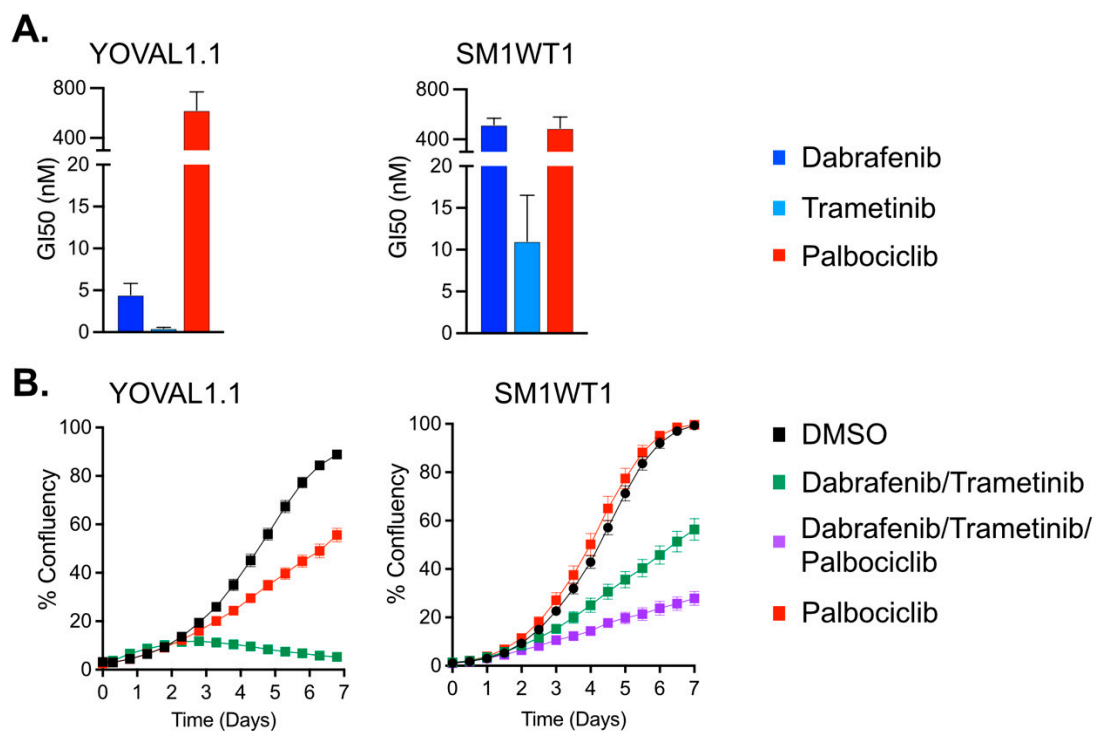 A.
YOVAL1.1
SM1WT1
GI50 (nM)
800
400
20
15
10
5
0
GI50 (nM)
800
400
20
15
10
5
0
Dabrafenib
Trametinib
Palbociclib
B.
YOVAL1.1
SM1WT1
% Confluency
100
80
60
40
20
0
0 1 2 3 4 5 6 7
Time (Days)
% Confluency
100
80
60
40
20
0
0 1 2 3 4 5 6 7
Time (Days)
DMSO
Dabrafenib/Trametinib
Dabrafenib/Trametinib/
Palbociclib
Palbociclib